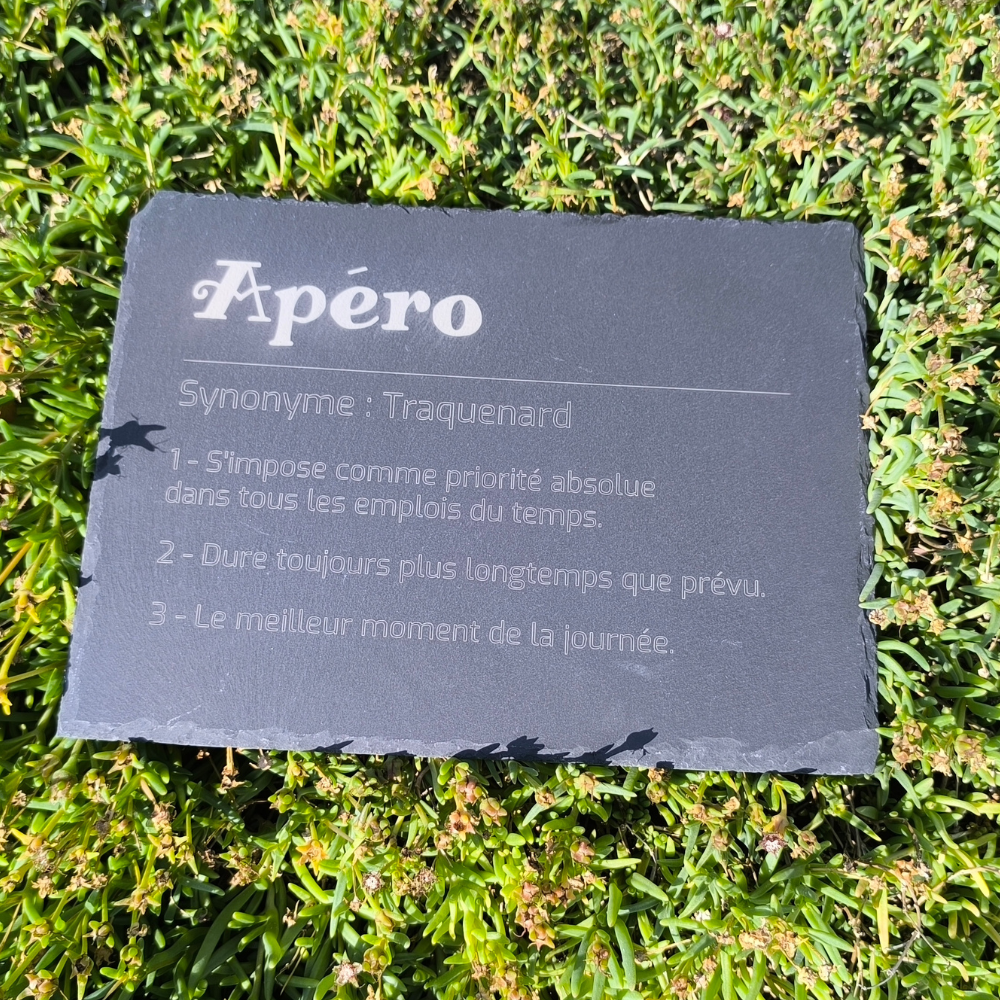 Apéro
Synonyme : Traquenard
1 - S'impose comme priorité absolue
dans tous les emplois du temps.
2 - Dure toujours plus longtemps que prévu.
3 - Le meilleur moment de la journée.